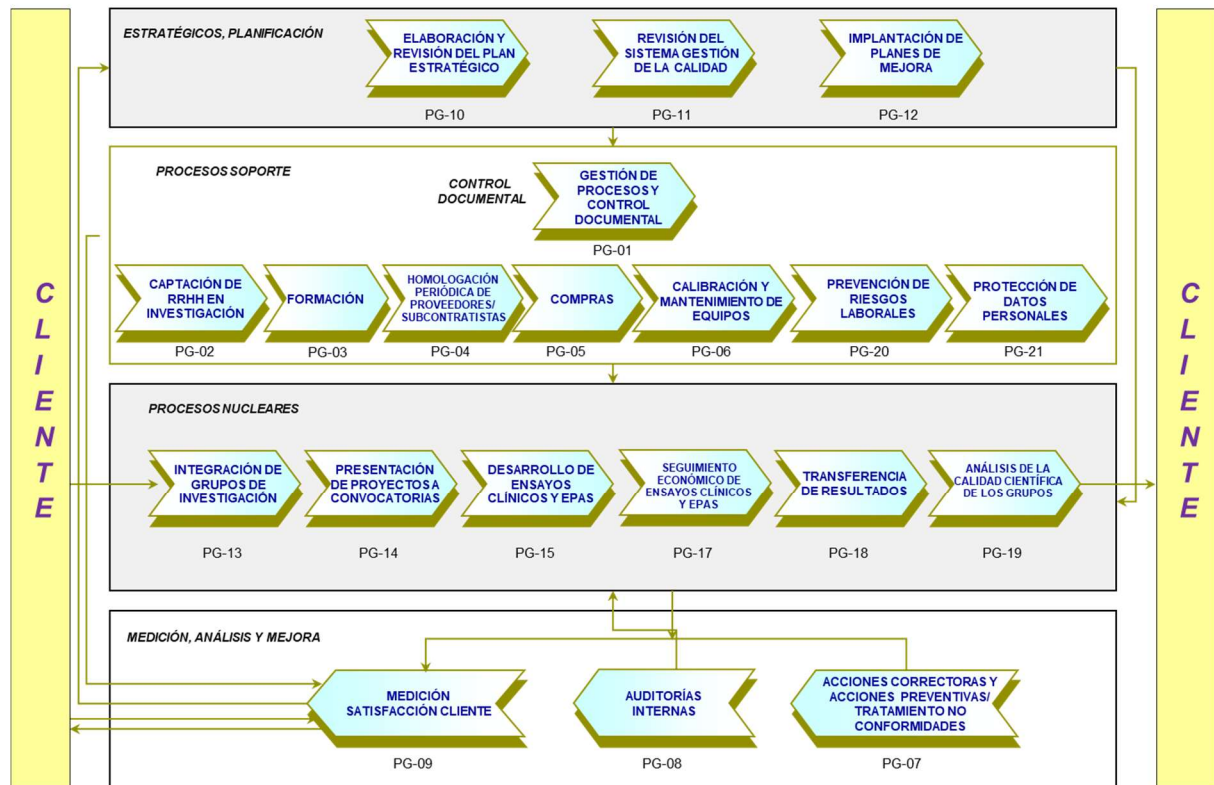 ESTRATÉGICOS, PLANIFICACIÓN
ELABORACIÓN Y
REVISIÓN DEL PLAN
ESTRATÉGICO
PG-10
REVISIÓN DEL
SISTEMA GESTIÓN
DE LA CALIDAD
PG-11
IMPLANTACIÓN DE
PLANES DE
MEJORA
PG-12
PROCESOS SOPORTE
CONTROL
DOCUMENTAL
GESTIÓN DE
PROCESOS Y
CONTROL
DOCUMENTAL
PG-01
CAPTACIÓN DE
RRHH EN
INVESTIGACIÓN
PG-02
FORMACIÓN
PG-03
HOMOLOGACIÓN
PERIÓDICA DE
PROVEEDORES/
SUBCONTRATISTAS
PG-04
COMPRAS
PG-05
CALIBRACIÓN Y
MANTENIMIENTO DE
EQUIPOS
PG-06
PREVENCIÓN DE
RIESGOS
LABORALES
PG-20
PROTECCIÓN DE
DATOS
PERSONALES
PG-21
CLIENTE
CLIENTE
PROCESOS NUCLEARES
INTEGRACIÓN DE
GRUPOS DE
INVESTIGACIÓN
PG-13
PRESENTACIÓN
DE PROYECTOS A
CONVOCATORIAS
PG-14
DESARROLLO DE
ENSAYOS
CLÍNICOS Y EPAS
PG-15
SEGUIMIENTO
ECONÓMICO DE
ENSAYOS CLÍNICOS
Y EPAS
PG-17
TRANSFERENCIA
DE RESULTADOS
PG-18
ANÁLISIS DE LA
CALIDAD CIENTÍFICA
DE LOS GRUPOS
PG-19
MEDICIÓN, ANÁLISIS Y MEJORA
MEDICIÓN
SATISFACCIÓN CLIENTE
PG-09
AUDITORÍAS
INTERNAS
PG-08
ACCIONES CORRECTORAS Y
ACCIONES PREVENTIVAS/
TRATAMIENTO NO
CONFORMIDADES
PG-07